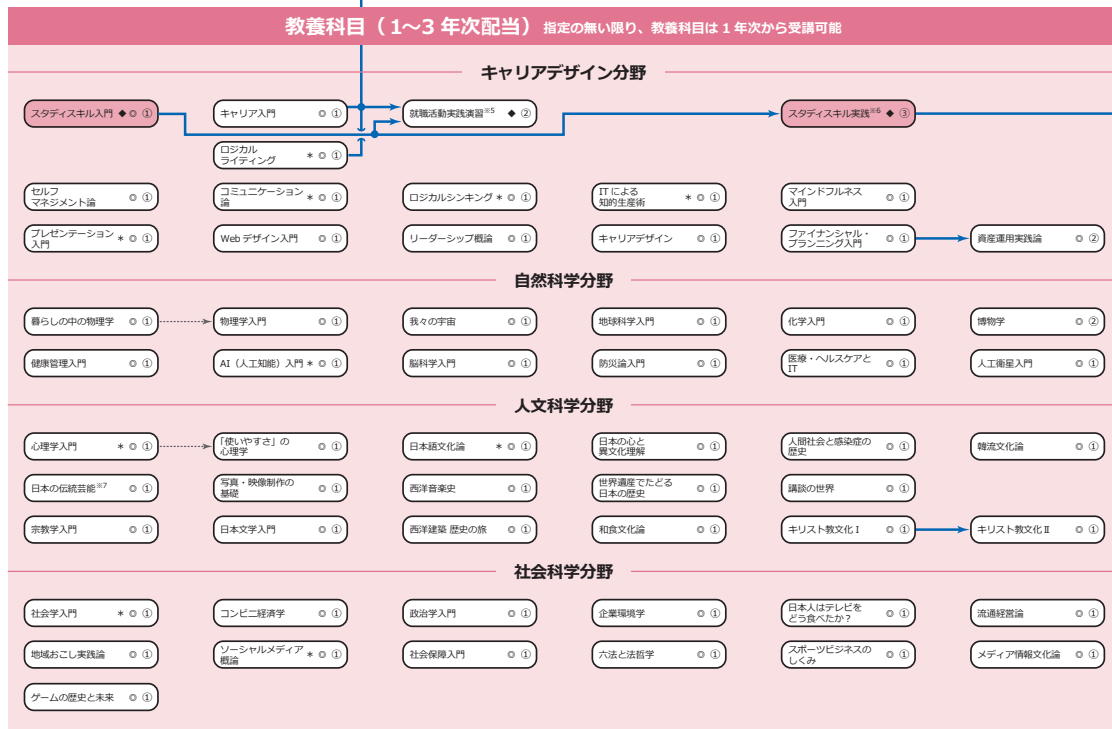 教養科目（1〜3 年次配当） 指定の無い限り、教養科目は 1 年次から受講可能
キャリアデザイン分野
スタディスキル入門 ◆ ◎ ①
キャリア入門 ◎ ①
就職活動実践演習※5 ◆ ②
スタディスキル実践※6 ◆ ③
ロジカル
ライティング * ◎ ①
セルフ
マネジメント論 ◎ ①
コミュニケーション
論 * ◎ ①
ロジカルシンキング * ◎ ①
IT による
知的生産術 * ◎ ①
マインドフルネス
入門 ◎ ①
プレゼンテーション
入門 * ◎ ①
Web デザイン入門 ◎ ①
リーダーシップ概論 ◎ ①
キャリアデザイン ◎ ①
ファイナンシャル・
プランニング入門 ◎ ①
資産運用実践論 ◎ ②
自然科学分野
暮らしの中の物理学 ◎ ①
物理学入門 ◎ ①
我々の宇宙 ◎ ①
地球科学入門 ◎ ①
化学入門 ◎ ①
博物学 ◎ ②
健康管理入門 ◎ ①
AI（人工知能）入門 * ◎ ①
脳科学入門 ◎ ①
防災論入門 ◎ ①
医療・ヘルスケアと
IT ◎ ①
人工衛星入門 ◎ ①
人文科学分野
心理学入門 * ◎ ①
「使いやすさ」の
心理学 ◎ ①
日本語文化論 * ◎ ①
日本の心と
異文化理解 ◎ ①
人間社会と感染症の
歴史 ◎ ①
韓流文化論 ◎ ①
日本の伝統芸能※7 ◎ ①
写真・映像制作の
基礎 ◎ ①
西洋音楽史 ◎ ①
世界遺産でたどる
日本の歴史 ◎ ①
講談の世界 ◎ ①
宗教学入門 ◎ ①
日本文学入門 ◎ ①
西洋建築 歴史の旅 ◎ ①
和食文化論 ◎ ①
キリスト教文化 I ◎ ①
キリスト教文化 II ◎ ①
社会科学分野
社会学入門 * ◎ ①
コンビニ経済学 ◎ ①
政治学入門 ◎ ①
企業環境学 ◎ ①
日本人はテレビを
どう食べたか？ ◎ ①
流通経営論 ◎ ①
地域おこし実践論 ◎ ①
ソーシャルメディア
概論 * ◎ ①
社会保障入門 ◎ ①
六法と法哲学 ◎ ①
スポーツビジネスの
しくみ ◎ ①
メディア情報文化論 ◎ ①
ゲームの歴史と未来 ◎ ①